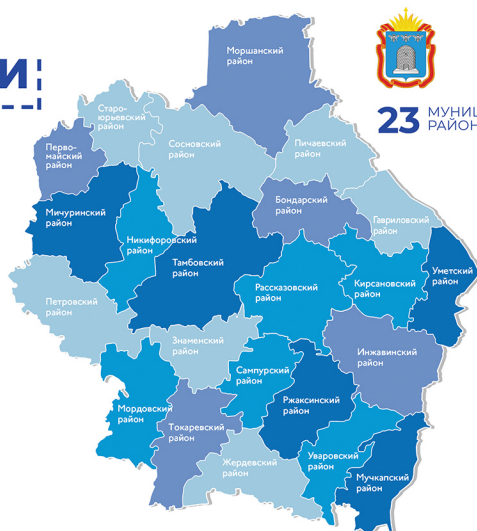 и
23 МУНИЦ
РАЙОН
Моршанский
район
Старо-
юрьевский
район
Сосновский
район
Пичаевский
район
Перво-
майский
район
Бондарский
район
Гавриловский
район
Мичуринский
район
Никифоровский
район
Тамбовский
район
Уметский
район
Рассказовский
район
Кирсановский
район
Петровский
район
Знаменский
район
Инжавинский
район
Сампурский
район
Мордовский
район
Ржаксинский
район
Токаревский
район
Уваровский
район
Жердевский
район
Мучкапский
район